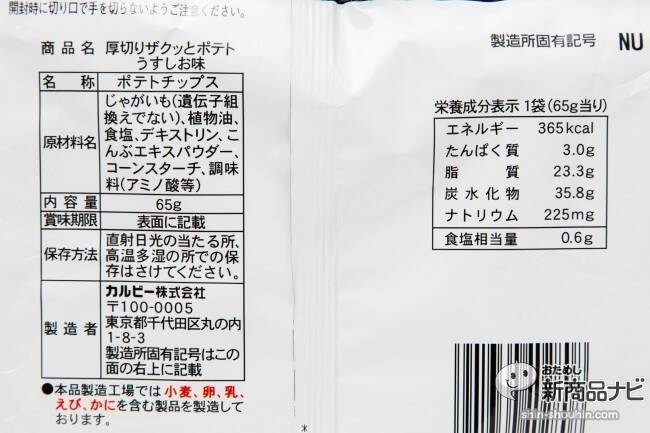 開封時に切り口で手を切らないようご注意ください。
商品名 厚切りザクッとポテト
うすしお味
名称 ポテトチップス
原材料名 じゃがいも(遺伝子組
換えでない)、植物油、
食塩、デキストリン、こ
んぶエキスパウダー、
コーンスターチ、調味
料(アミノ酸等)
内容量 65g
賞味期限 表面に記載
保存方法 直射日光の当たる所、
高温多湿の所での保
存はさけてください。
製造者 カルビー株式会社
〒100-0005
東京都千代田区丸の内
1-8-3
製造所固有記号はこの
面の右上に記載
●本品製造工場では 小麦、卵、乳、
えび、かにを含む製品を製造して
おります。
製造所固有記号 NU
栄養成分表示 1袋(65g当り)
エネルギー 365kcal
たんぱく質 3.0g
脂質 23.3g
炭水化物 35.8g
ナトリウム 225mg
食塩相当量 0.6g
おためし
新商品ナビ
shin-shouhin.com